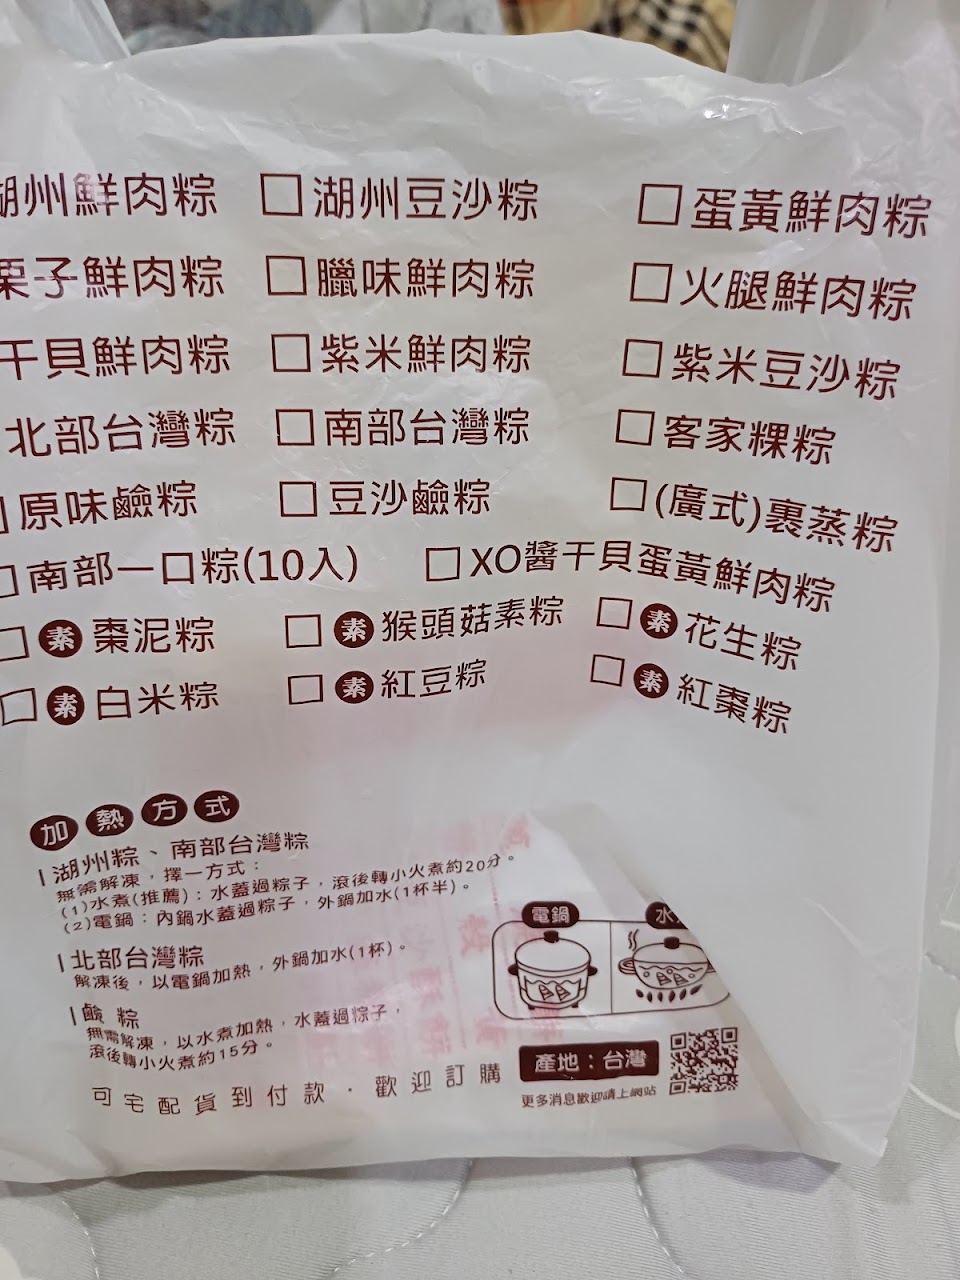 湖州鮮肉粽 □湖州豆沙粽 □蛋黃鮮肉粽
栗子鮮肉粽 □臘味鮮肉粽 □火腿鮮肉粽
干貝鮮肉粽 □紫米鮮肉粽 □紫米豆沙粽
北部台灣粽 □南部台灣粽 □客家粿粽
□原味鹼粽 □豆沙鹼粽 □(廣式)裹蒸粽
□南部一口粽(10入) □XO醬干貝蛋黃鮮肉粽
□素棗泥粽 □素猴頭菇素粽 □素花生粽
□素白米粽 □素紅豆粽 □素紅棗粽
加熱方式
湖州粽、南部台灣粽
無需解凍，擇一方式：
(1)水煮(推薦)：水蓋過粽子，滾後轉小火煮約20分。
(2)電鍋：內鍋水蓋過粽子，外鍋加水(1杯半)。
北部台灣粽
解凍後，以電鍋加熱，外鍋加水(1杯)。
鹼粽
無需解凍，以水煮加熱，水蓋過粽子，
滾後轉小火煮約15分。
電鍋 水
可宅配貨到付款．歡迎訂購
產地：台灣
更多消息歡迎請上網站